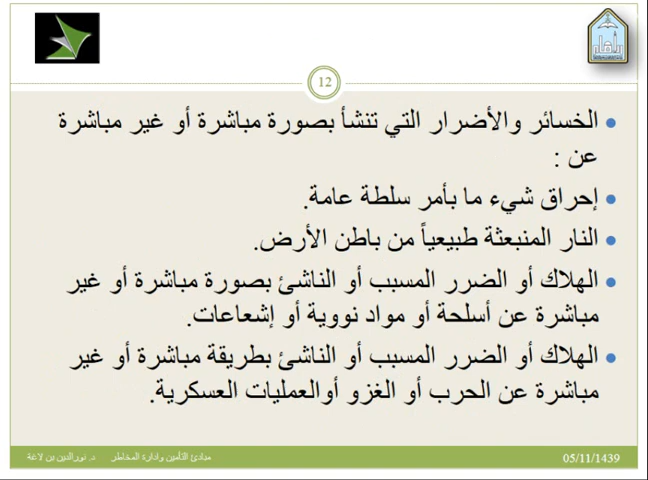 12
الخسائر والأضرار التي تنشأ بصورة مباشرة أو غير مباشرة
عن :
إحراق شيء ما بأمر سلطة عامة.
النار المنبعثة طبيعياً من باطن الأرض.
الهلاك أو الضرر المسبب أو الناشئ بصورة مباشرة أو غير
مباشرة عن أسلحة أو مواد نووية أو إشعاعات.
الهلاك أو الضرر المسبب أو الناشئ بطريقة مباشرة أو غير
مباشرة عن الحرب أو الغزو أوالعمليات العسكرية.
05/11/1439
مبادئ التأمين وادارة المخاطر د. نورالدين بن لاغة